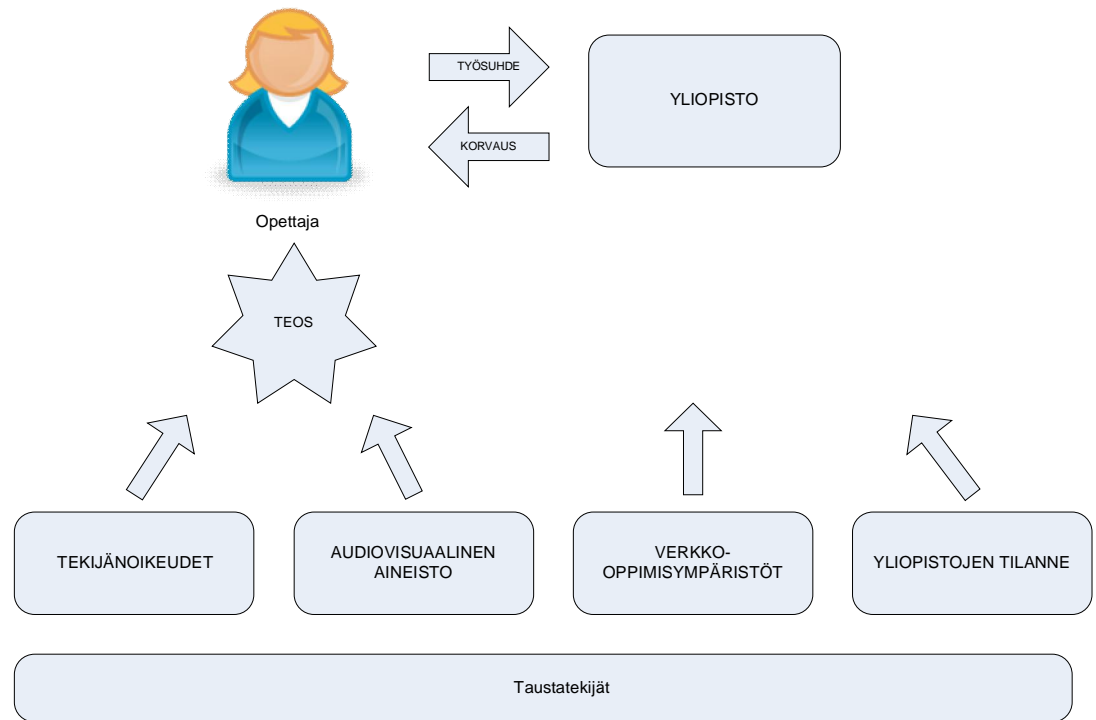 TYÖSUHDE
YLIOPISTO
KORVAUS
Opettaja
TEOS
TEKIJÄNOIKEUDET
AUDIOVISUAALINEN
AINEISTO
VERKKO-
OPPIMISYMPÄRISTÖT
YLIOPISTOJEN TILANNE
Taustatekijät